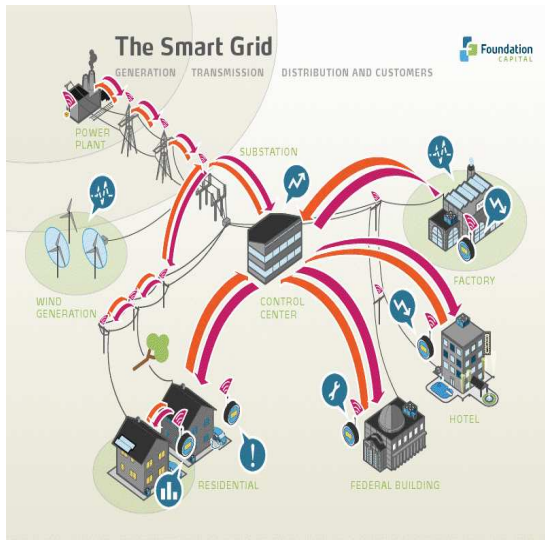 The Smart Grid
Foundation
CAPITAL
GENERATION TRANSMISSION DISTRIBUTION AND CUSTOMERS
POWER
PLANT
SUBSTATION
WIND
GENERATION
CONTROL
CENTER
FACTORY
HOTEL
RESIDENTIAL
FEDERAL BUILDING